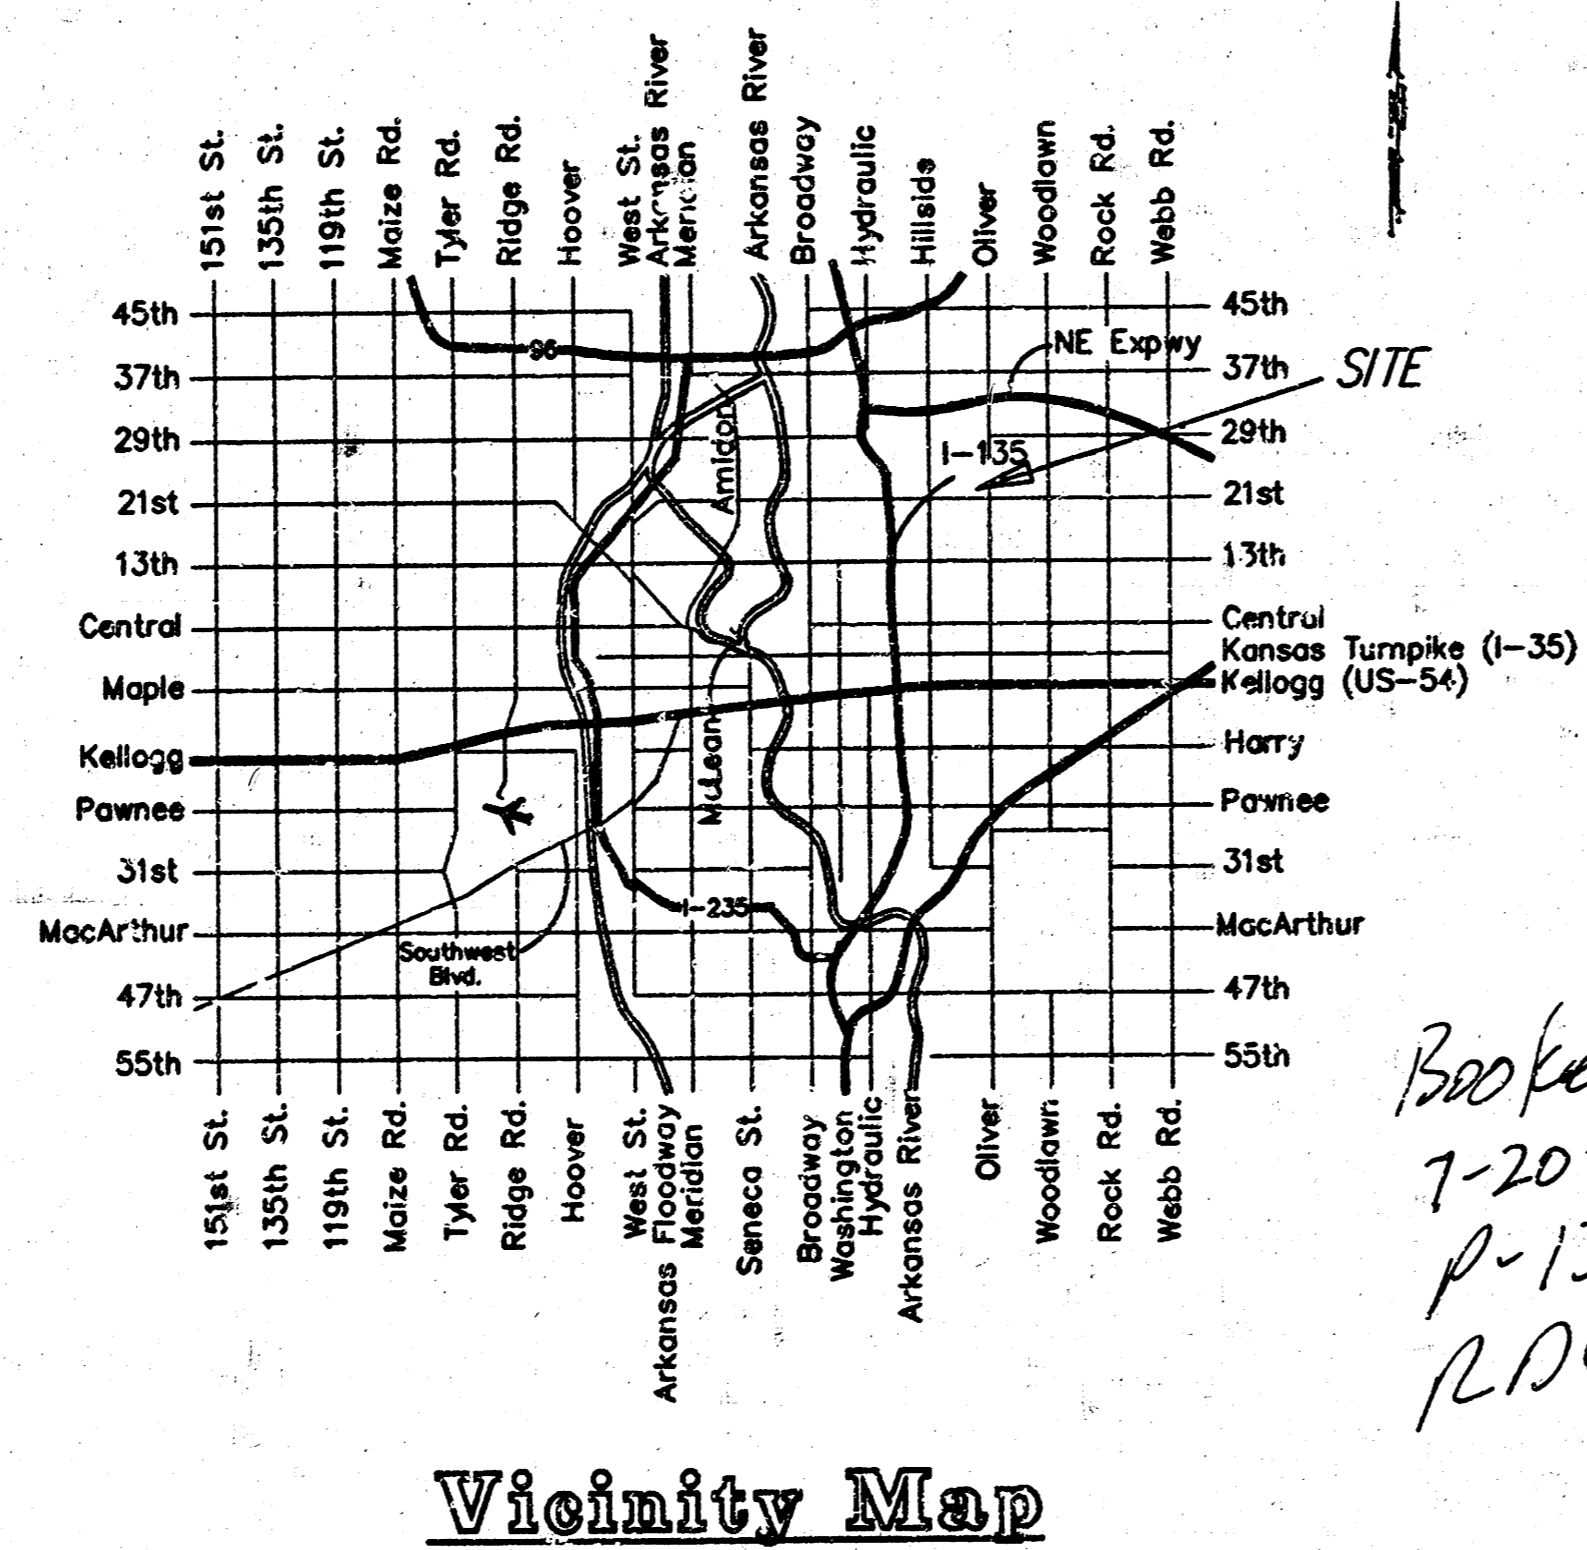 151st St.
135th St.
119th St.
Maize Rd.
Tyler Rd.
Ridge Rd.
Hoover
West St.
Arkansas River
Meridian
Arkansas River
Broadway
Hydraulic
Hillside
Oliver
Woodlawn
Rock Rd.
Webb Rd.
45th
45th
96
NE Expwy
37th
37th
SITE
29th
29th
Amidon
I-135
21st
21st
13th
13th
Central
Central
Kansas Turnpike (I-35)
Maple
Kellogg (US-54)
McLean
Kellogg
Harry
Pawnee
Pawnee
31st
31st
I-235
MacArthur
MacArthur
Southwest
Blvd.
47th
47th
55th
55th
151st St.
135th St.
119th St.
Maize Rd.
Tyler Rd.
Ridge Rd.
Hoover
West St.
Arkansas Floodway
Meridian
Seneca St.
Broadway
Washington
Hydraulic
Arkansas River
Oliver
Woodlawn
Rock Rd.
Webb Rd.
7-20
P-1
Vicinity Map